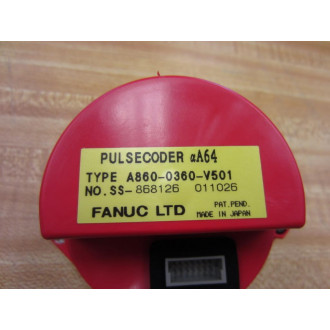 PULSECODER αA64
TYPE A860-0360-V501
NO.SS-868126 011026
PAT.PEND.
FANUC LTD MADE IN JAPAN